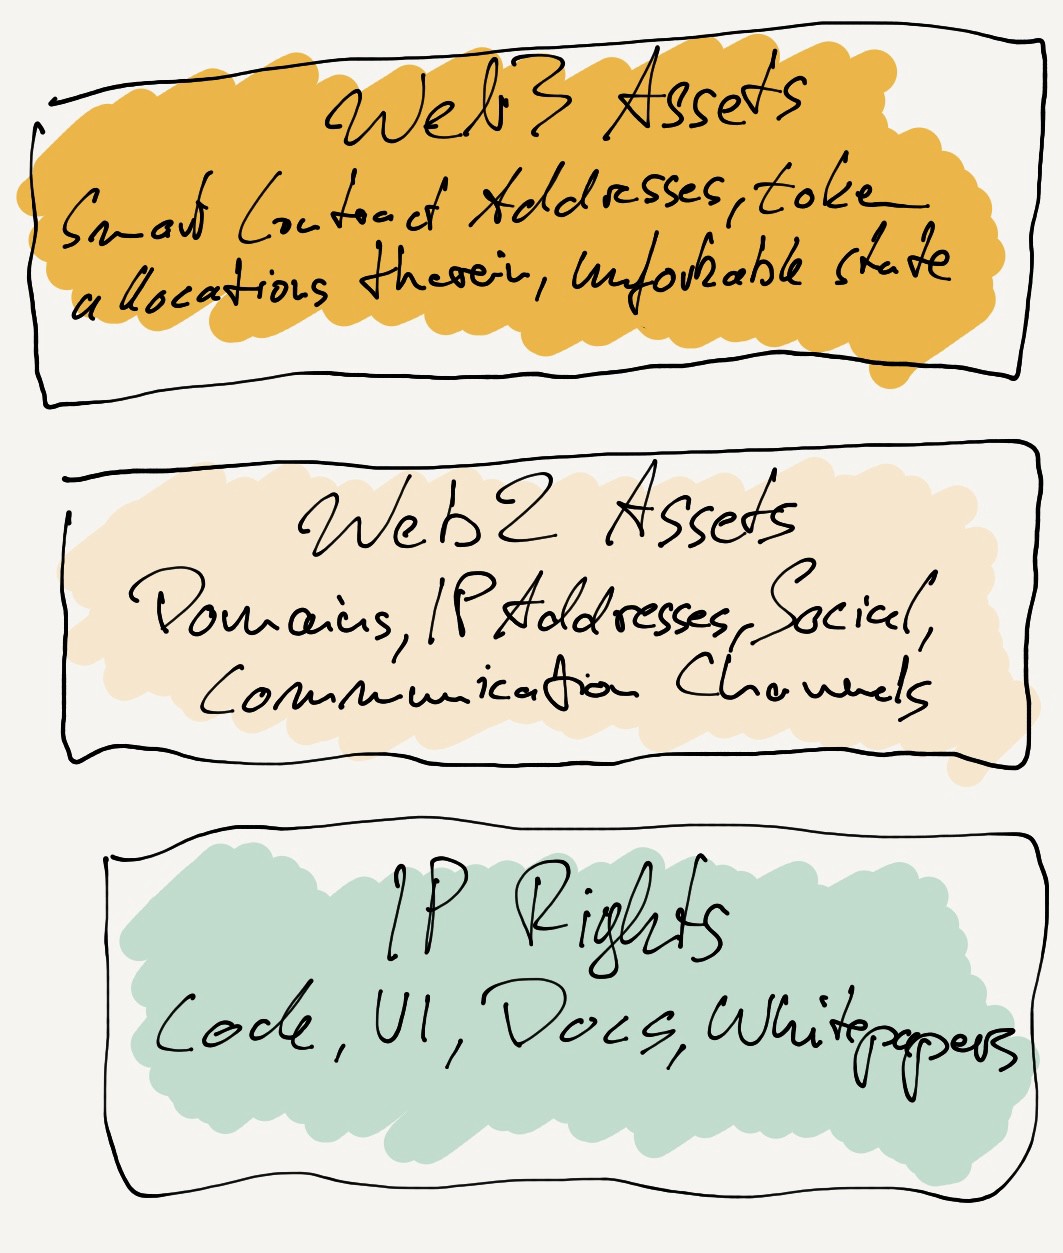 Web3 Assets
Smart Contract Addresses, token
allocations therein, unforkable state
Web2 Assets
Domains, IP Addresses, Social,
Communication Channels
IP Rights
Code, UI, Docs, Whitepapers